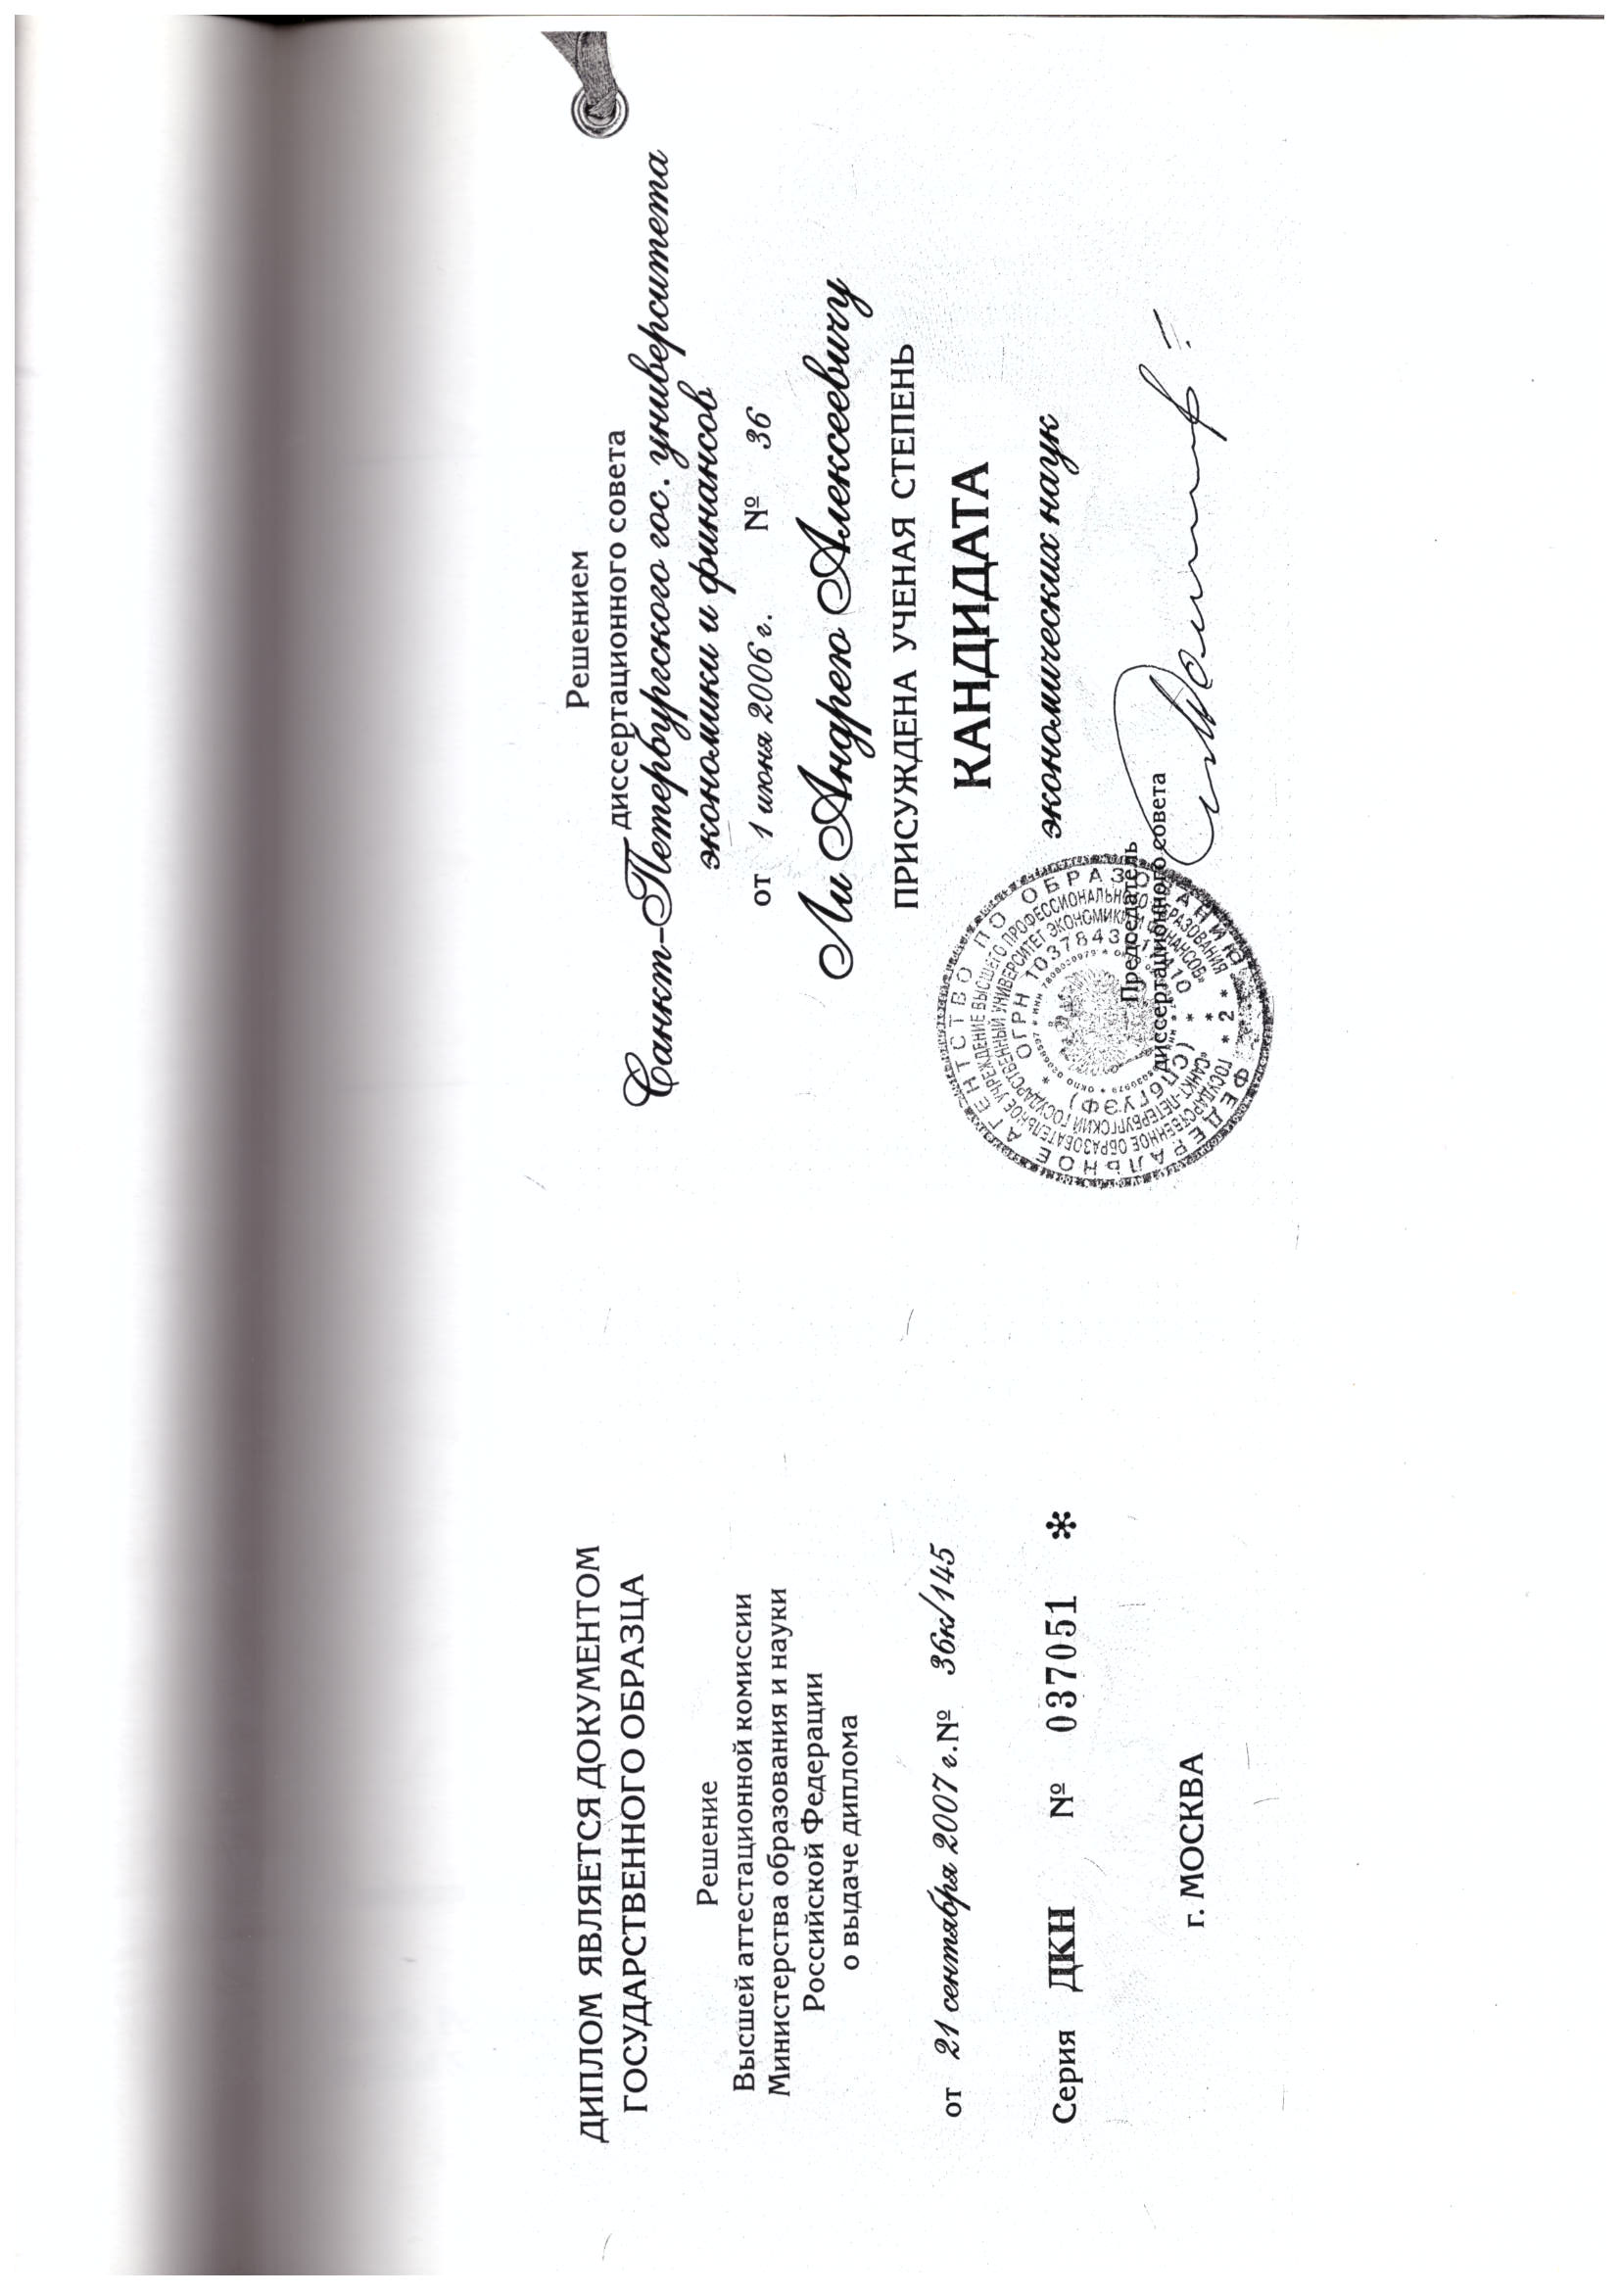 ДИПЛОМ ЯВЛЯЕТСЯ ДОКУМЕНТОМ
ГОСУДАРСТВЕННОГО ОБРАЗЦА
Решение
Высшей аттестационной комиссии
Министерства образования и науки
Российской Федерации
о выдаче диплома
от 21 сентября 2007 г. № 36к/145
Серия ДКН № 037051 *
г. МОСКВА
Решением
диссертационного совета
Санкт-Петербургского гос. университета
экономики и финансов
от 1 июня 2006 г. № 36
Ли Андрею Алексеевичу
ПРИСУЖДЕНА УЧЕНАЯ СТЕПЕНЬ
КАНДИДАТА
экономических наук
Председатель
диссертационного совета
ФЕДЕРАЛЬНОЕ АГЕНТСТВО ПО ОБРАЗОВАНИЮ
ГОСУДАРСТВЕННОЕ ОБРАЗОВАТЕЛЬНОЕ УЧРЕЖДЕНИЕ ВЫСШЕГО ПРОФЕССИОНАЛЬНОГО ОБРАЗОВАНИЯ
«САНКТ-ПЕТЕРБУРГСКИЙ ГОСУДАРСТВЕННЫЙ УНИВЕРСИТЕТ ЭКОНОМИКИ И ФИНАНСОВ»
(СПбГУЭФ) * ОГРН
* 2 *